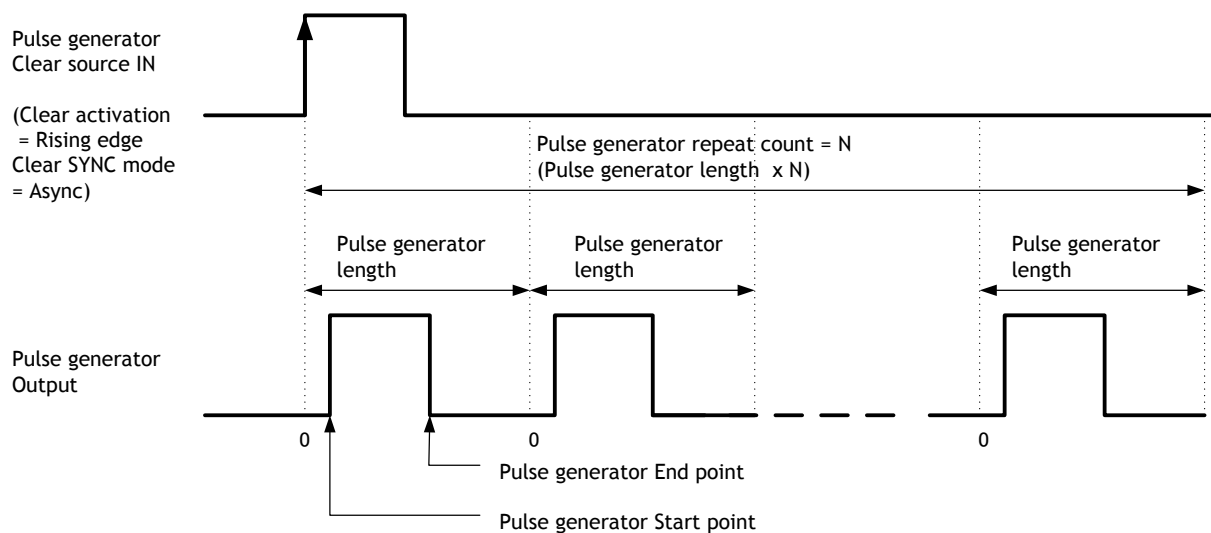 Pulse generator
Clear source IN
(Clear activation
= Rising edge
Clear SYNC mode
= Async)
Pulse generator repeat count = N
(Pulse generator length x N)
Pulse generator
length
Pulse generator
length
Pulse generator
length
Pulse generator
Output
0
0
0
Pulse generator End point
Pulse generator Start point